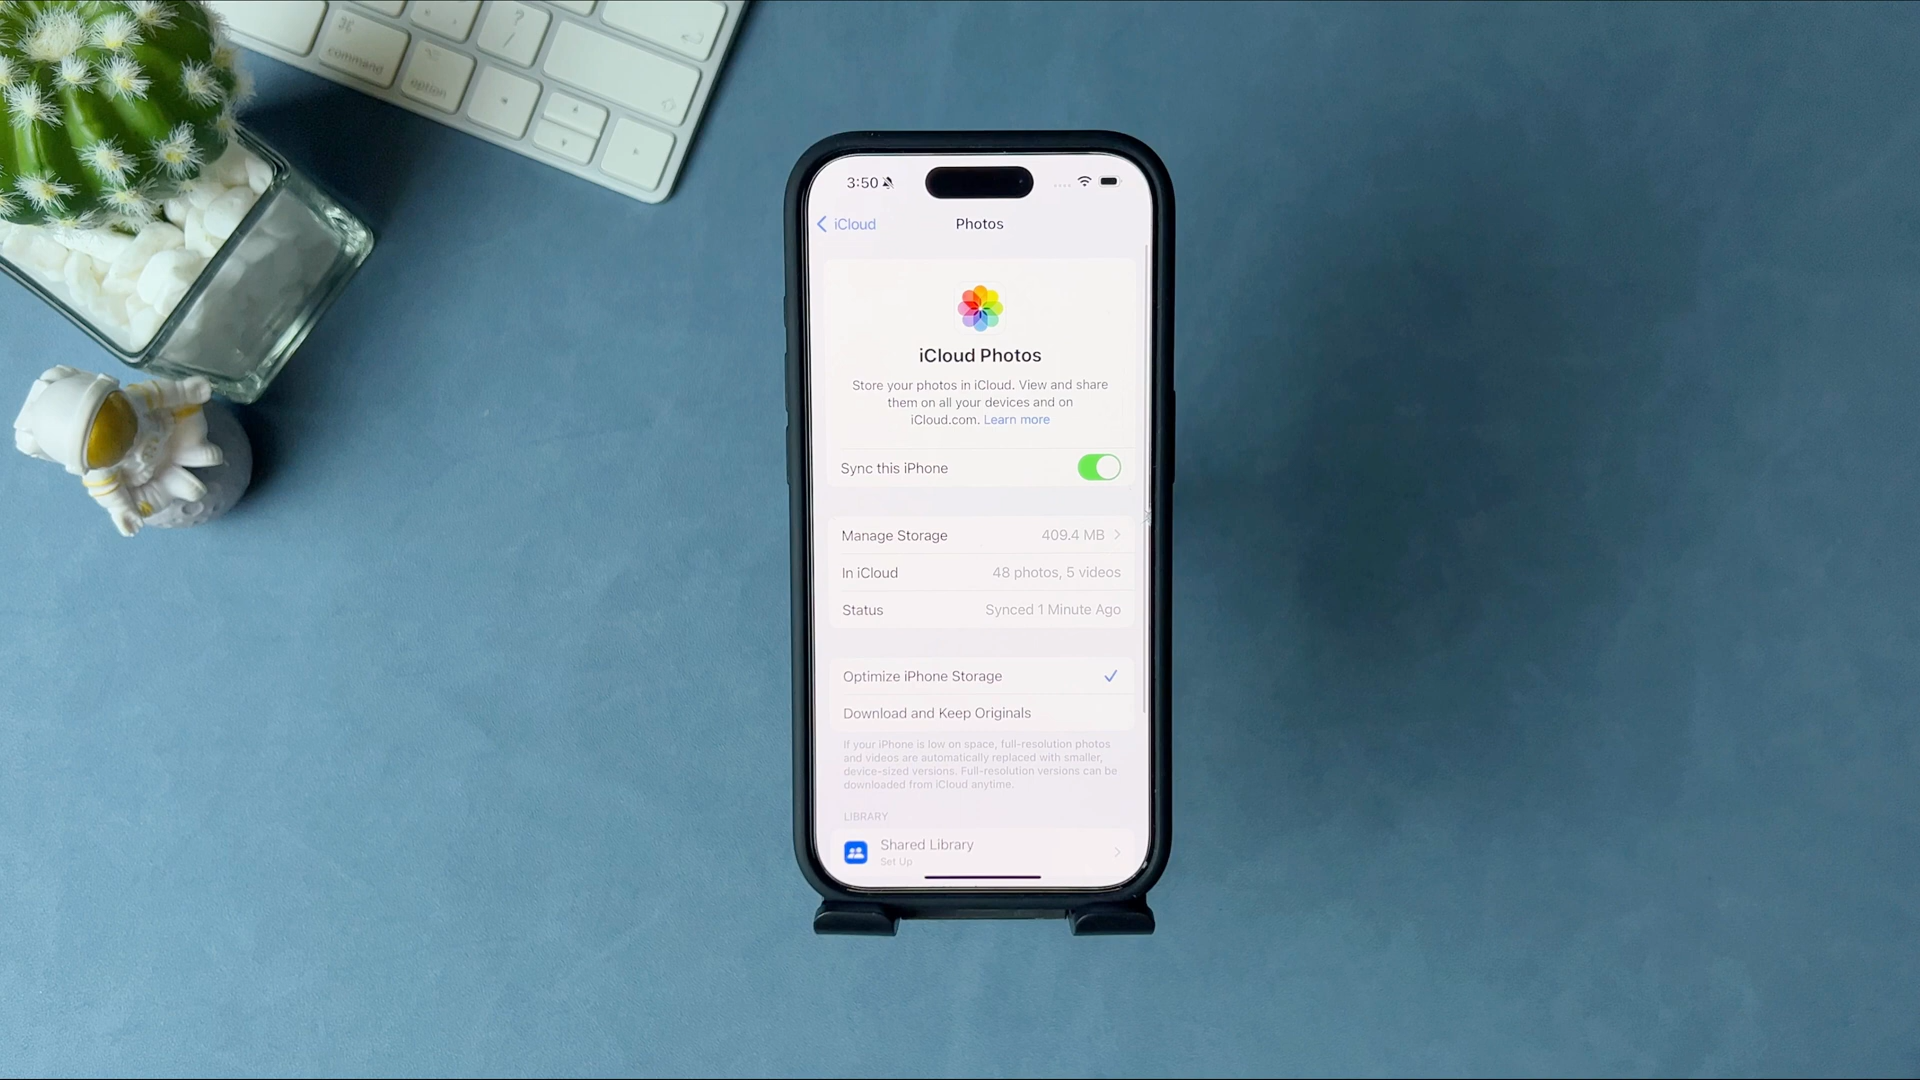 command
option
?
/
3:50
iCloud
Photos
iCloud Photos
Store your photos in iCloud. View and share
them on all your devices and on
iCloud.com. Learn more
Sync this iPhone
Manage Storage 409.4 MB
In iCloud 48 photos, 5 videos
Status Synced 1 Minute Ago
Optimize iPhone Storage
Download and Keep Originals
If your iPhone is low on space, full-resolution photos
and videos are automatically replaced with smaller,
device-sized versions. Full-resolution versions can be
downloaded from iCloud anytime.
LIBRARY
Shared Library
Set Up